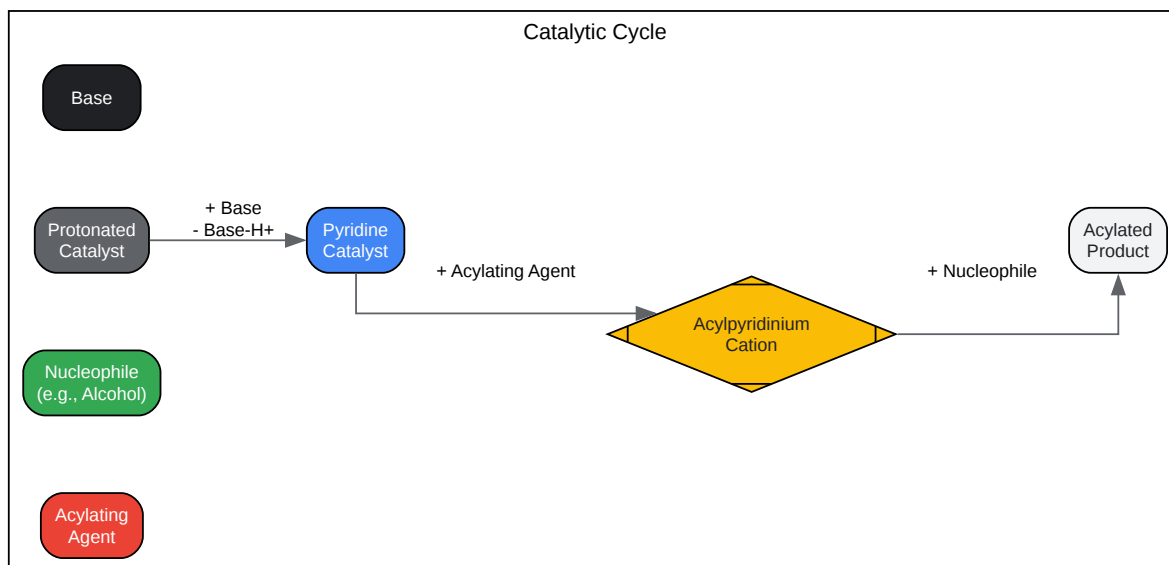 Catalytic Cycle
Base
Protonated
Catalyst
+ Base
- Base-H+
Pyridine
Catalyst
+ Acylating Agent
Acylpyridinium
Cation
+ Nucleophile
Acylated
Product
Nucleophile
(e.g., Alcohol)
Acylating
Agent